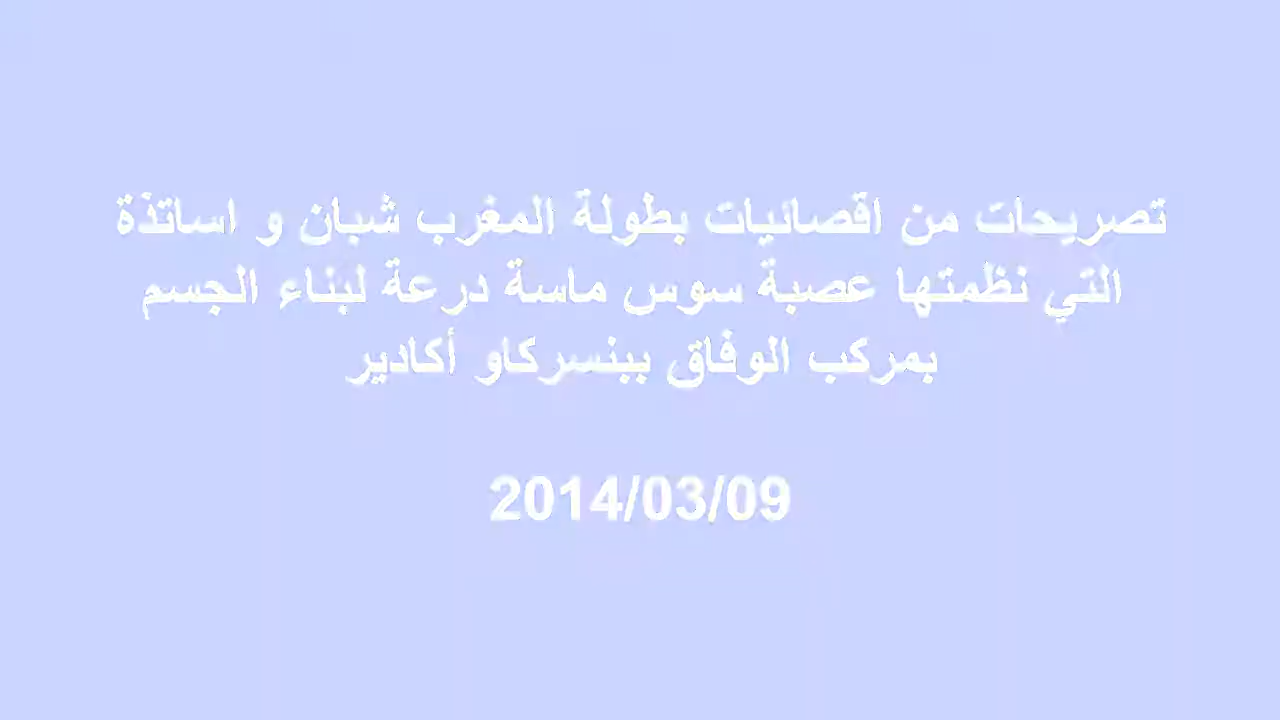 تصريحات من اقصائيات بطولة المغرب شبان و اساتذة
التي نظمتها عصبة سوس ماسة درعة لبناء الجسم
بمركب الوفاق ببنسركاو أكادير
2014/03/09